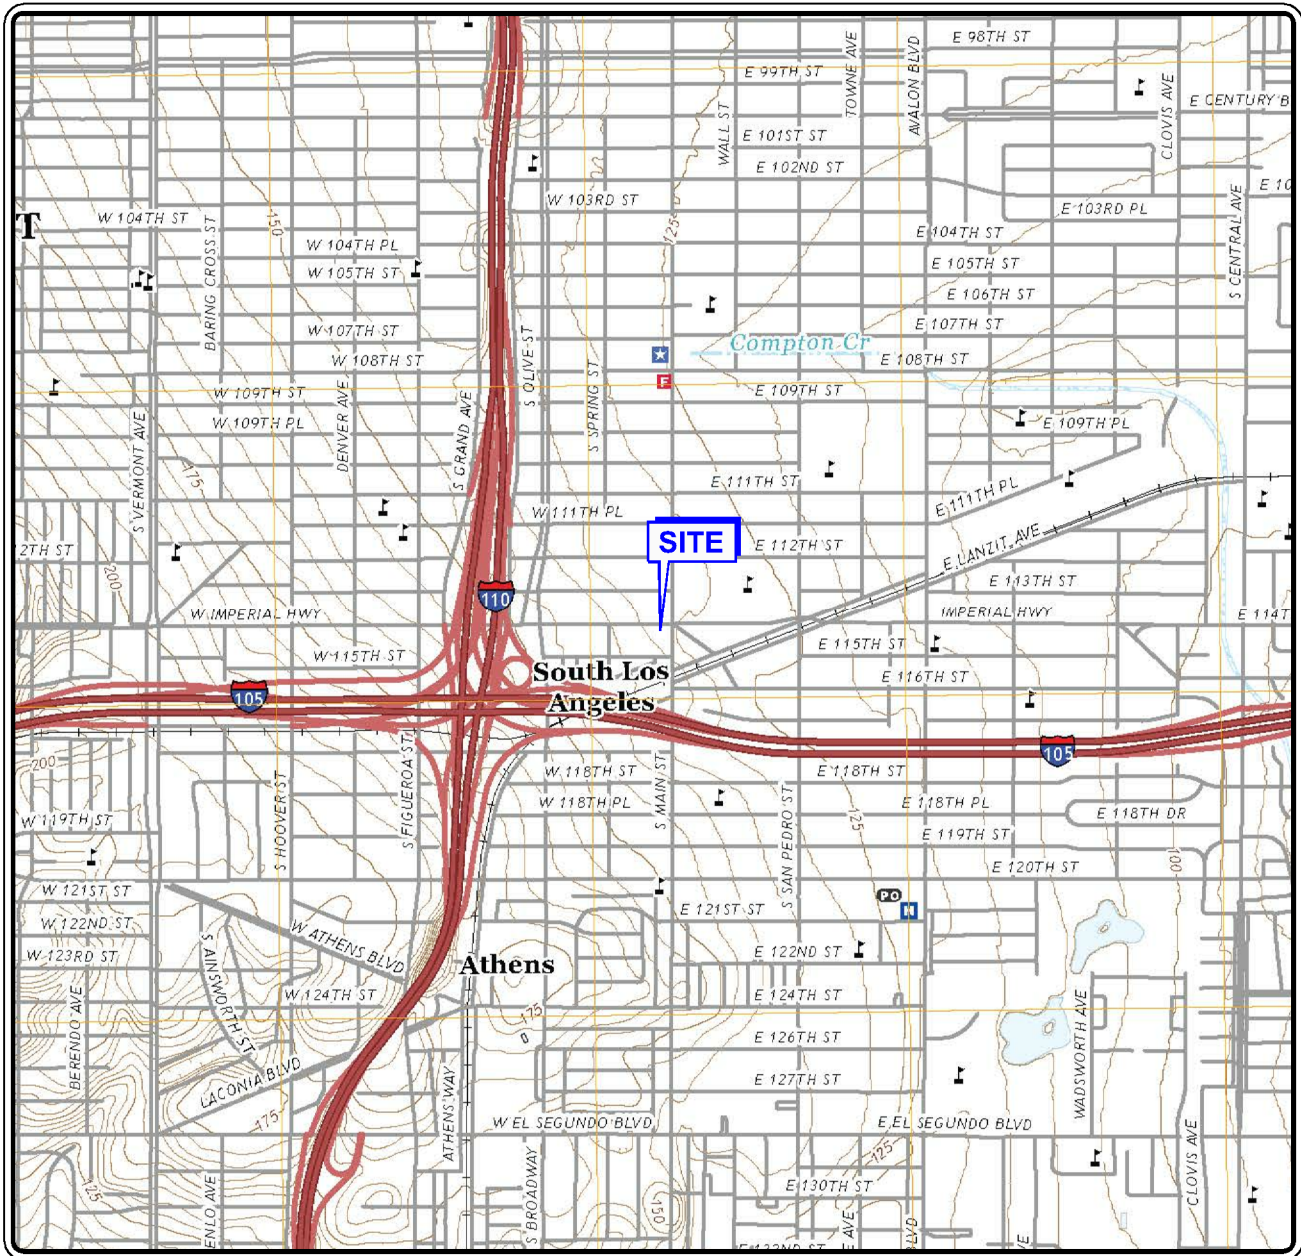 E 98TH ST
TOWNE AVE
AVALON BLVD
E 99TH ST
CLOVIS AVE
E CENTURY B
WALL ST
E 101ST ST
E 102ND ST
W 103RD ST
E 10
E 103RD PL
T
W 104TH ST
BARING CROSS ST
150
W 104TH PL
125
E 104TH ST
S CENTRAL AVE
W 105TH ST
E 105TH ST
E 106TH ST
W 107TH ST
S OLIVE ST
E 107TH ST
Compton Cr
W 108TH ST
E 108TH ST
F
W 109TH ST
E 109TH ST
S SPRING ST
S GRAND AVE
DENVER AVE
W 109TH PL
E 109TH PL
S VERMONT AVE
175
E 111TH ST
E 111TH PL
W 111TH PL
SITE
2TH ST
E 112TH ST
E LANZIT AVE
200
E 113TH ST
110
W IMPERIAL HWY
IMPERIAL HWY
E 114T
E 115TH ST
W 115TH ST
South Los
Angeles
E 116TH ST
105
105
200
S FIGUEROA ST
W 118TH ST
E 118TH ST
S HOOVER ST
S MAIN ST
S SAN PEDRO ST
W 118TH PL
E 118TH PL
125
E 118TH DR
W 119TH ST
E 119TH ST
100
E 120TH ST
W 121ST ST
PO
H
E 121ST ST
W 122ND ST
W ATHENS BLVD
S AINSWORTH ST
E 122ND ST
W 123RD ST
Athens
W 124TH ST
E 124TH ST
BERENDO AVE
175
WADSWORTH AVE
E 126TH ST
LACONIA BLVD
E 127TH ST
ATHENS WAY
175
W EL SEGUNDO BLVD
E EL SEGUNDO BLVD
CLOVIS AVE
125
S BROADWAY
125
E 130TH ST
ENLO AVE
150
E AVE
LVD
VE
E 132ND ST